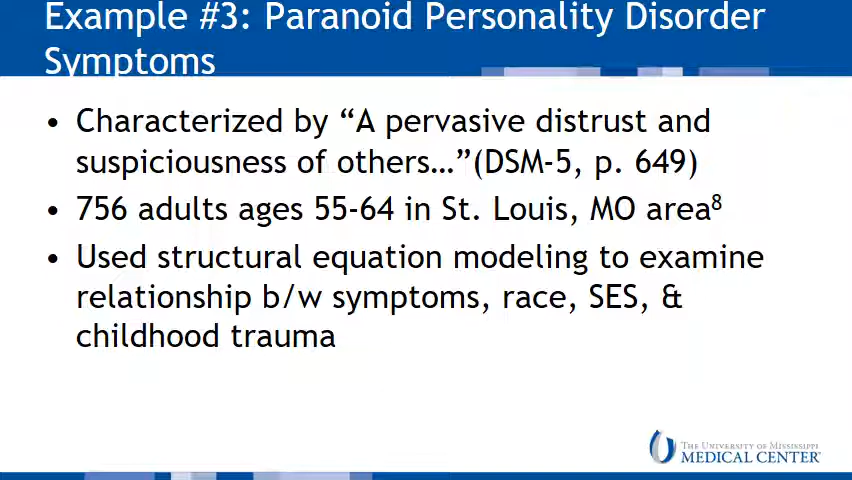 Example #3: Paranoid Personality Disorder
Symptoms
• Characterized by “A pervasive distrust and
suspiciousness of others…”(DSM-5, p. 649)
• 756 adults ages 55-64 in St. Louis, MO area⁸
• Used structural equation modeling to examine
relationship b/w symptoms, race, SES, &
childhood trauma
THE UNIVERSITY OF MISSISSIPPI
MEDICAL CENTER